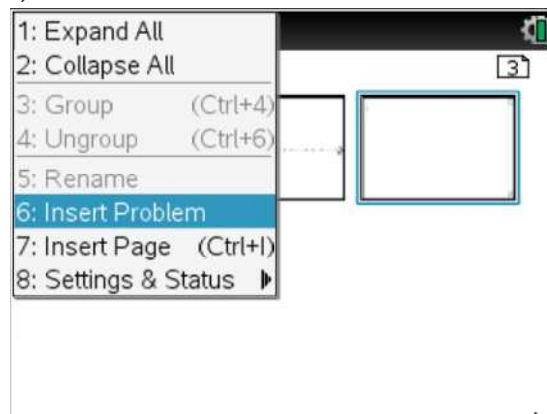 1: Expand All
2: Collapse All
3: Group (Ctrl+4)
4: Ungroup (Ctrl+6)
5: Rename
6: Insert Problem
7: Insert Page (Ctrl+I)
8: Settings & Status
3